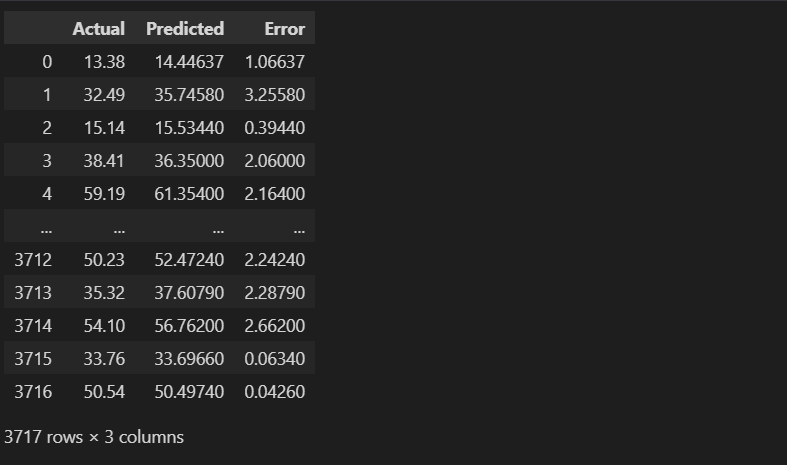 Actual Predicted Error
0 13.38 14.44637 1.06637
1 32.49 35.74580 3.25580
2 15.14 15.53440 0.39440
3 38.41 36.35000 2.06000
4 59.19 61.35400 2.16400
... ... ... ...
3712 50.23 52.47240 2.24240
3713 35.32 37.60790 2.28790
3714 54.10 56.76200 2.66200
3715 33.76 33.69660 0.06340
3716 50.54 50.49740 0.04260
3717 rows × 3 columns